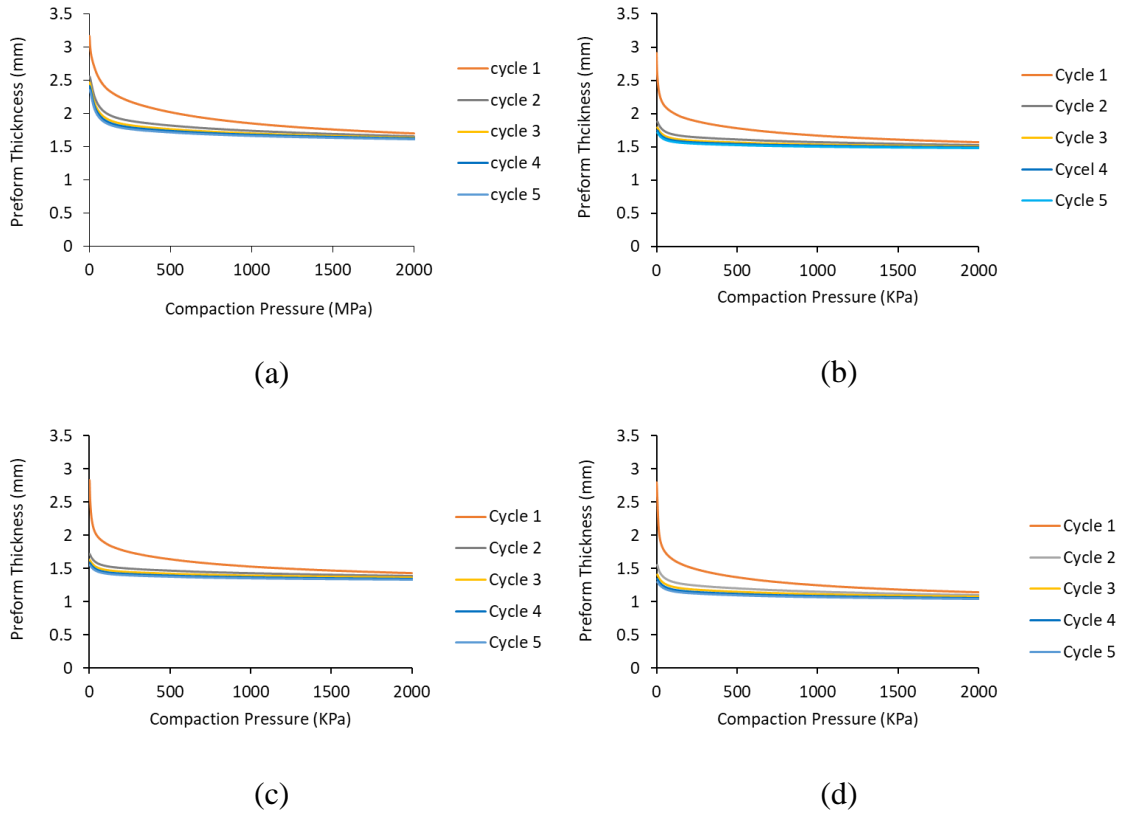 3.5
3
2.5
2
1.5
1
0.5
0
0
500
1000
1500
2000
Preform Thickncess (mm)
Compaction Pressure (MPa)
cycle 1
cycle 2
cycle 3
cycle 4
cycle 5
(a)
3.5
3
2.5
2
1.5
1
0.5
0
0
500
1000
1500
2000
Preform Thickness (mm)
Compaction Pressure (KPa)
Cycle 1
Cycle 2
Cycle 3
Cycel 4
Cycle 5
(b)
3.5
3
2.5
2
1.5
1
0.5
0
0
500
1000
1500
2000
Preform Thickness (mm)
Compaction Pressure (KPa)
Cycle 1
Cycle 2
Cycle 3
Cycle 4
Cycle 5
(c)
3.5
3
2.5
2
1.5
1
0.5
0
0
500
1000
1500
2000
Preform Thickness (mm)
Compaction Pressure (KPa)
Cycle 1
Cycle 2
Cycle 3
Cycle 4
Cycle 5
(d)